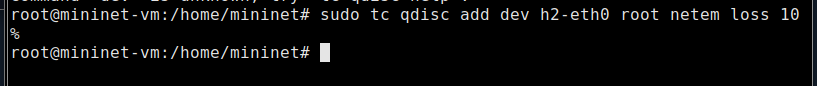 root@mininet-vm:/home/mininet# sudo tc qdisc add dev h2-eth0 root netem loss 10
%
root@mininet-vm:/home/mininet#